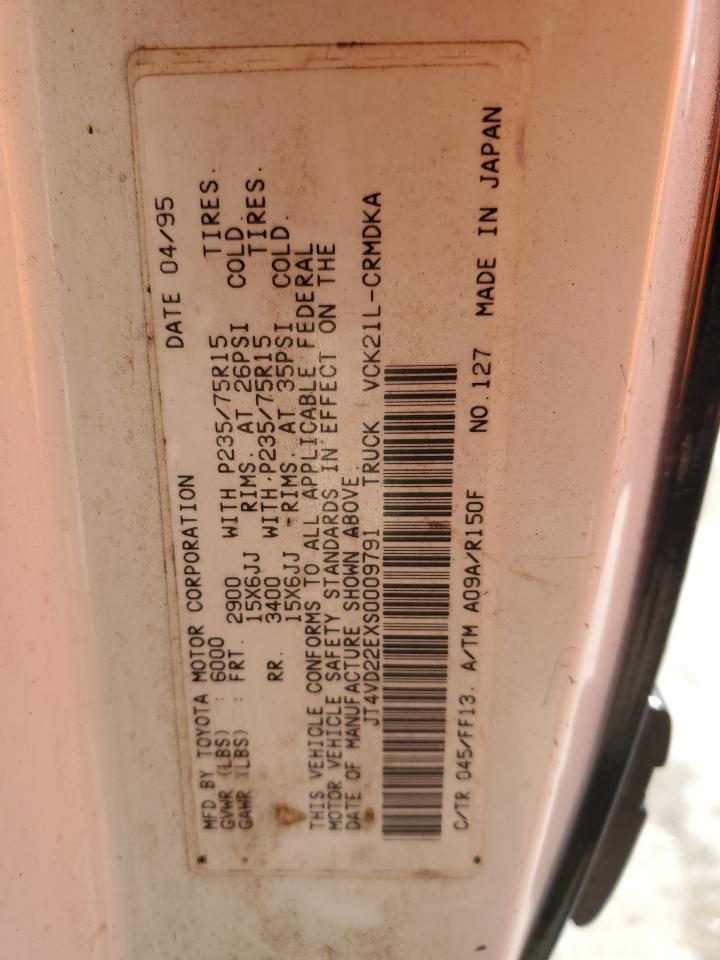 MFD. BY TOYOTA MOTOR CORPORATION DATE 04/95
GVWR (LBS) : 6000
GAWR (LBS) : FRT. 2900 WITH P235/75R15 TIRES.
15X6JJ RIMS. AT 26PSI COLD.
RR. 3400 WITH P235/75R15 TIRES.
15X6JJ RIMS. AT 35PSI COLD.
THIS VEHICLE CONFORMS TO ALL APPLICABLE FEDERAL
MOTOR VEHICLE SAFETY STANDARDS IN EFFECT ON THE
DATE OF MANUFACTURE SHOWN ABOVE.
JT4VD22EXS0009791 TRUCK VCK21L-CRMDKA
C/TR 045/FF13. A/TM A09A/R150F NO.127 MADE IN JAPAN